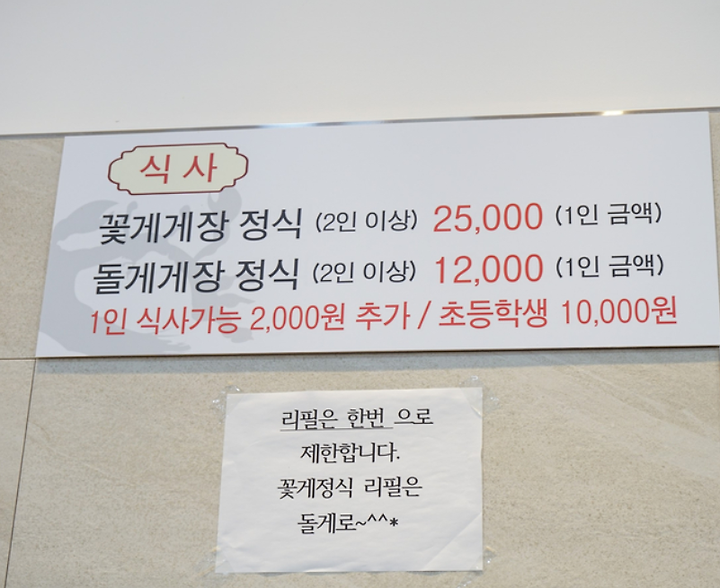 식사
꽃게게장 정식 (2인 이상) 25,000 (1인 금액)
돌게게장 정식 (2인 이상) 12,000 (1인 금액)
1인 식사가능 2,000원 추가 / 초등학생 10,000원
리필은 한번 으로
제한합니다.
꽃게정식 리필은
돌게로~^^*